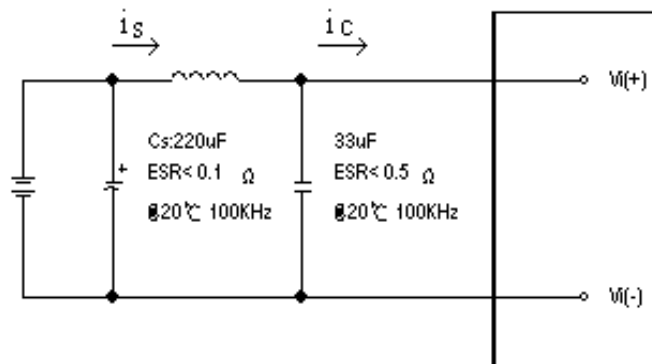 iS
iC
Vi(+)
Cs:220uF
ESR< 0.1 Ω
@20℃ 100KHz
33uF
ESR< 0.5 Ω
@20℃ 100KHz
+
Vi(-)